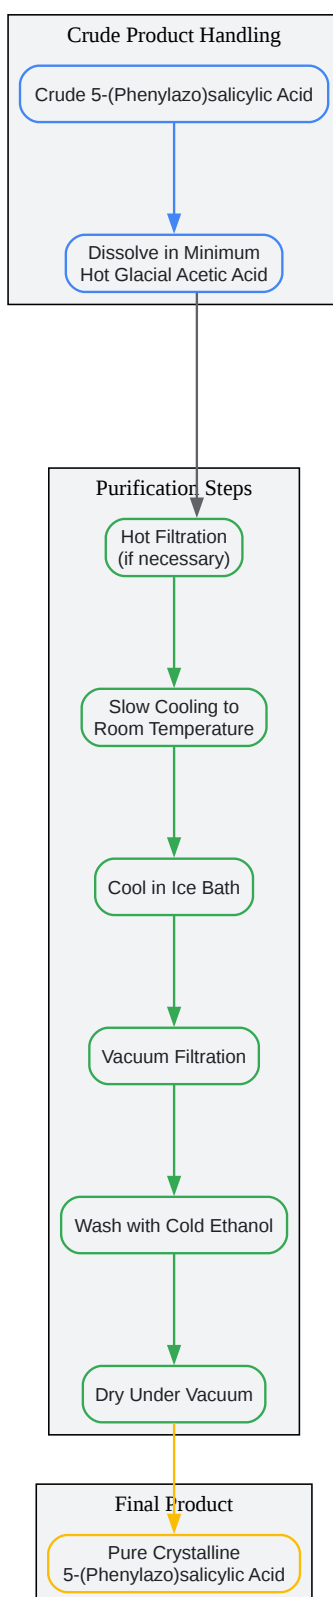 Crude Product Handling
Crude 5-(Phenylazo)salicylic Acid
Dissolve in Minimum
Hot Glacial Acetic Acid
Purification Steps
Hot Filtration
(if necessary)
Slow Cooling to
Room Temperature
Cool in Ice Bath
Vacuum Filtration
Wash with Cold Ethanol
Dry Under Vacuum
Final Product
Pure Crystalline
5-(Phenylazo)salicylic Acid